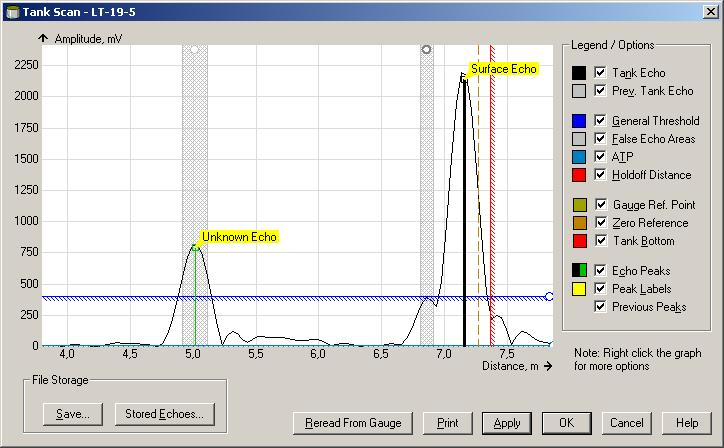 Tank Scan - LT-19-5
Amplitude, mV
Legend / Options
2250
2000
1750
1500
1250
1000
750
500
250
0
Surface Echo
Unknown Echo
Tank Echo
Prev. Tank Echo
General Threshold
False Echo Areas
ATP
Holdoff Distance
Gauge Ref. Point
Zero Reference
Tank Bottom
Echo Peaks
Peak Labels
Previous Peaks
4,0 4,5 5,0 5,5 6,0 6,5 7,0 7,5
Distance, m
Note: Right click the graph
for more options
File Storage
Save...
Stored Echoes...
Reread From Gauge
Print
Apply
OK
Cancel
Help